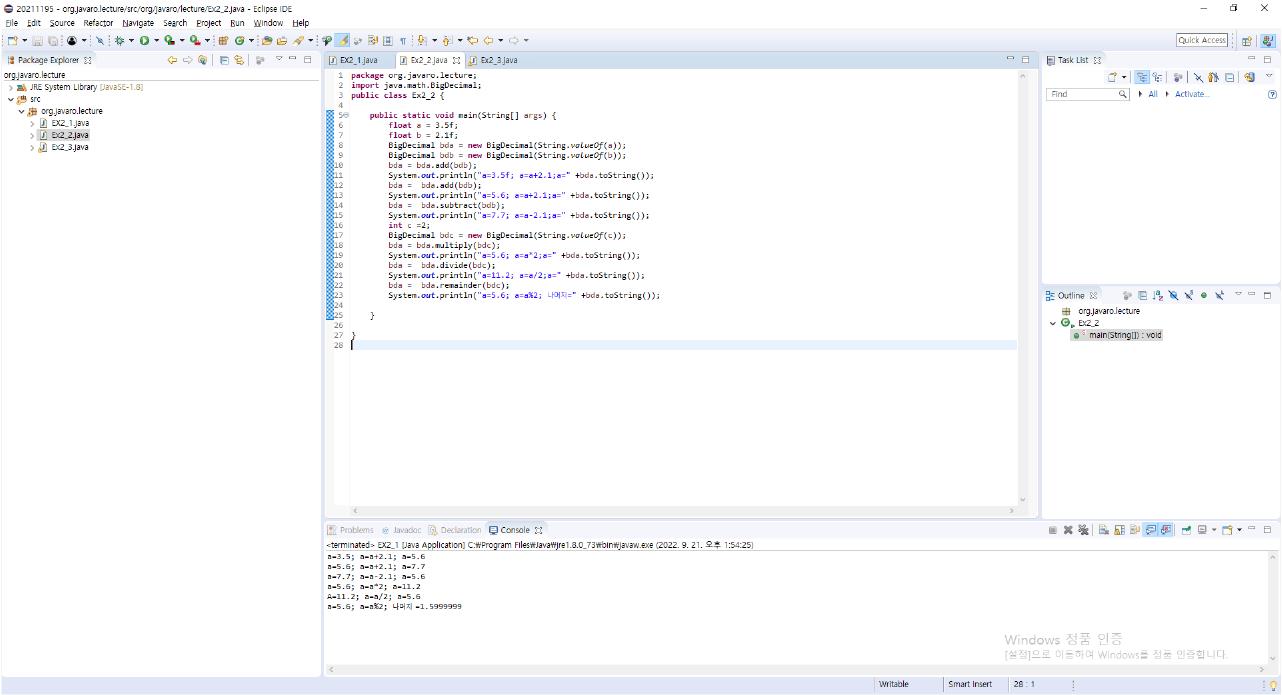 20211195 - org.javaro.lecture/src/org/javaro/lecture/Ex2_2.java - Eclipse IDE
File Edit Source Refactor Navigate Search Project Run Window Help
Quick Access
Package Explorer
org.javaro.lecture
JRE System Library [JavaSE-1.8]
src
org.javaro.lecture
EX2_1.java
Ex2_2.java
EX2_3.java
EX2_1.java Ex2_2.java Ex2_3.java
1 package org.javaro.lecture;
2 import java.math.BigDecimal;
3 public class Ex2_2 {
4
5 public static void main(String[] args) {
6 float a = 3.5f;
7 float b = 2.1f;
8 BigDecimal bda = new BigDecimal(String.valueOf(a));
9 BigDecimal bdb = new BigDecimal(String.valueOf(b));
10 bda = bda.add(bdb);
11 System.out.println("a=3.5f; a=a+2.1;a=" +bda.toString());
12 bda =  bda.add(bdb);
13 System.out.println("a=5.6; a=a+2.1;a=" +bda.toString());
14 bda =  bda.subtract(bdb);
15 System.out.println("a=7.7; a=a-2.1;a=" +bda.toString());
16 int c =2;
17 BigDecimal bdc = new BigDecimal(String.valueOf(c));
18 bda = bda.multiply(bdc);
19 System.out.println("a=5.6; a=a*2;a=" +bda.toString());
20 bda =  bda.divide(bdc);
21 System.out.println("a=11.2; a=a/2;a=" +bda.toString());
22 bda =  bda.remainder(bdc);
23 System.out.println("a=5.6; a=a%2; 나머지=" +bda.toString());
24
25 }
26
27 }
28
Task List
Find All Activate...
Outline
org.javaro.lecture
Ex2_2
main(String[]) : void
Problems Javadoc Declaration Console
<terminated> EX2_1 [Java Application] C:₩Program Files₩Java₩jre1.8.0_73₩bin₩javaw.exe (2022. 9. 21. 오후 1:54:25)
a=3.5; a=a+2.1; a=5.6
a=5.6; a=a+2.1; a=7.7
a=7.7; a=a-2.1; a=5.6
a=5.6; a=a*2; a=11.2
A=11.2; a=a/2; a=5.6
a=5.6; a=a%2; 나머지 =1.5999999
Windows 정품 인증
[설정]으로 이동하여 Windows를 정품 인증합니다.
Writable Smart Insert 28 : 1